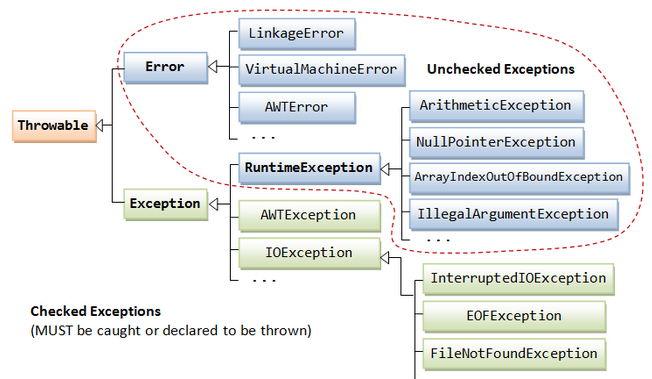 LinkageError
Error
VirtualMachineError
Unchecked Exceptions
AWTError
ArithmeticException
...
Throwable
NullPointerException
RuntimeException
ArrayIndexOutOfBoundException
Exception
AWTException
IllegalArgumentException
...
IOException
...
InterruptedIOException
Checked Exceptions
(MUST be caught or declared to be thrown)
EOFException
FileNotFoundException